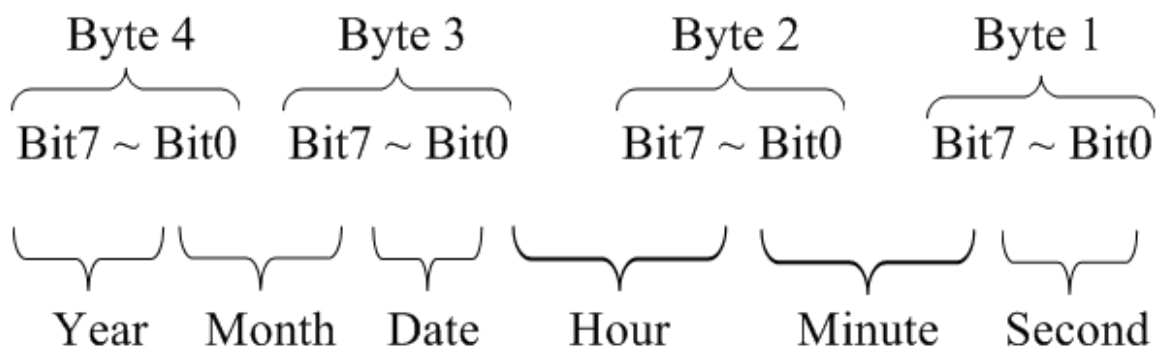 Byte 4 Byte 3 Byte 2 Byte 1
Bit7 ~ Bit0 Bit7 ~ Bit0 Bit7 ~ Bit0 Bit7 ~ Bit0
Year Month Date Hour Minute Second